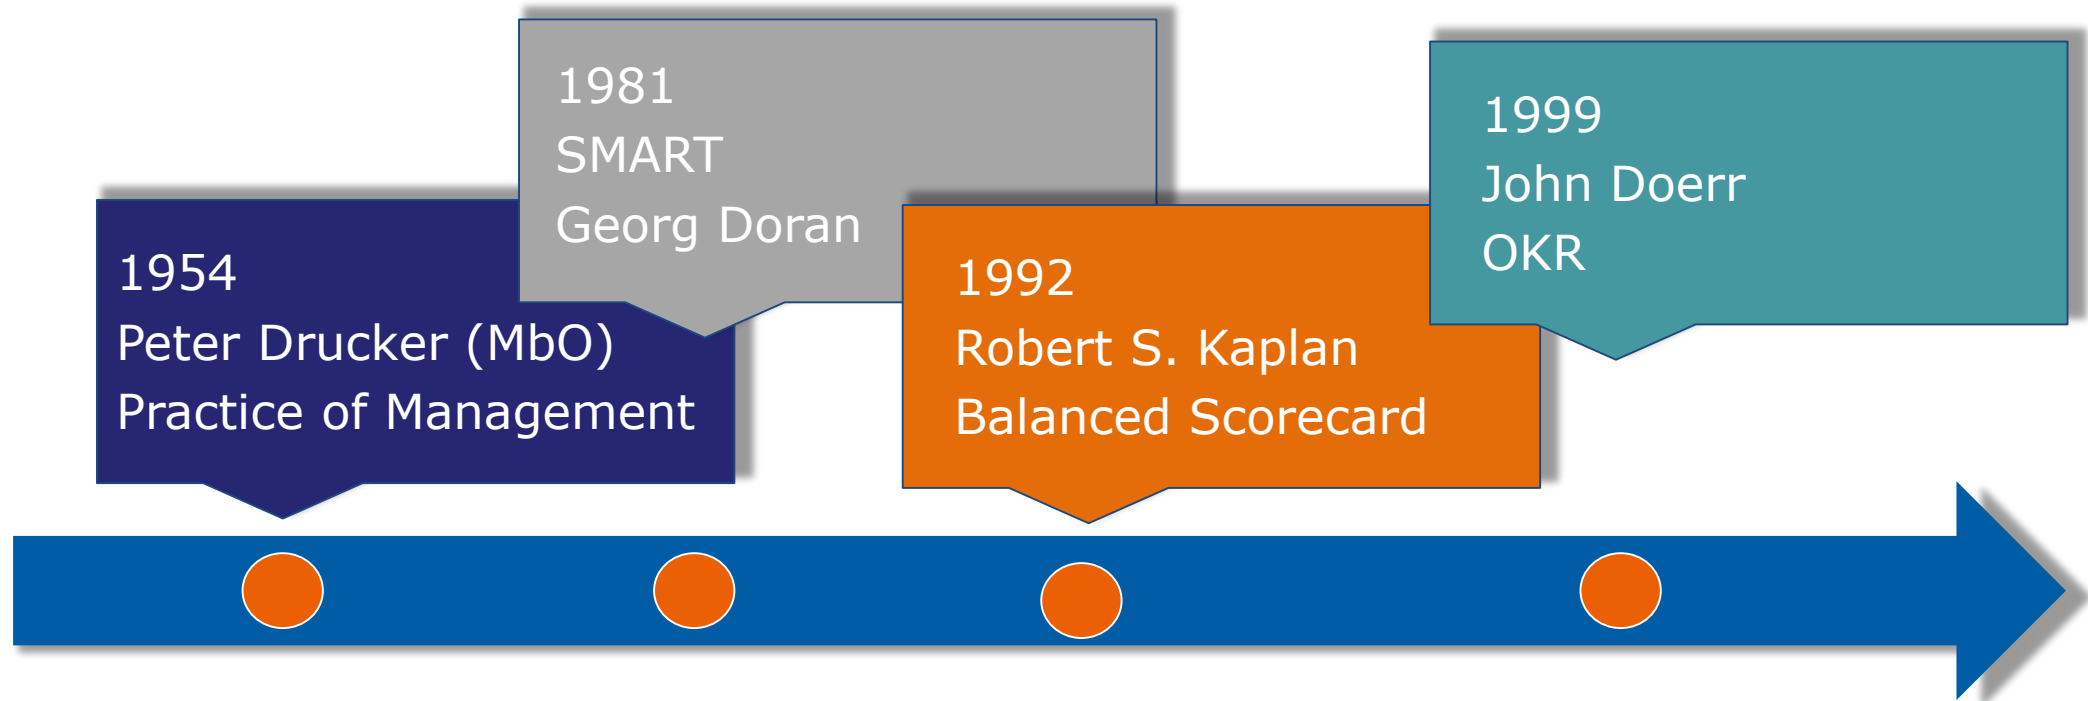 1954
Peter Drucker (MbO)
Practice of Management
1981
SMART
Georg Doran
1992
Robert S. Kaplan
Balanced Scorecard
1999
John Doerr
OKR